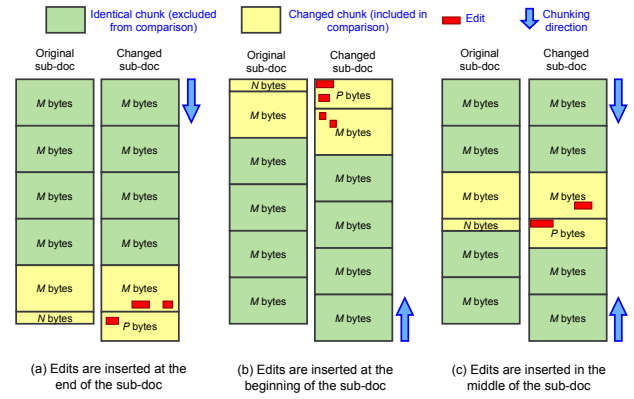 Identical chunk (excluded
from comparison)
Changed chunk (included in
comparison)
Edit
Chunking
direction
Original
sub-doc
Changed
sub-doc
M bytes
M bytes
M bytes
M bytes
M bytes
M bytes
M bytes
M bytes
M bytes
M bytes
N bytes
P bytes
(a) Edits are inserted at the
end of the sub-doc
Original
sub-doc
Changed
sub-doc
N bytes
P bytes
M bytes
M bytes
M bytes
M bytes
M bytes
M bytes
M bytes
M bytes
M bytes
M bytes
(b) Edits are inserted at the
beginning of the sub-doc
Original
sub-doc
Changed
sub-doc
M bytes
M bytes
M bytes
M bytes
M bytes
M bytes
N bytes
P bytes
M bytes
M bytes
M bytes
M bytes
(c) Edits are inserted in the
middle of the sub-doc